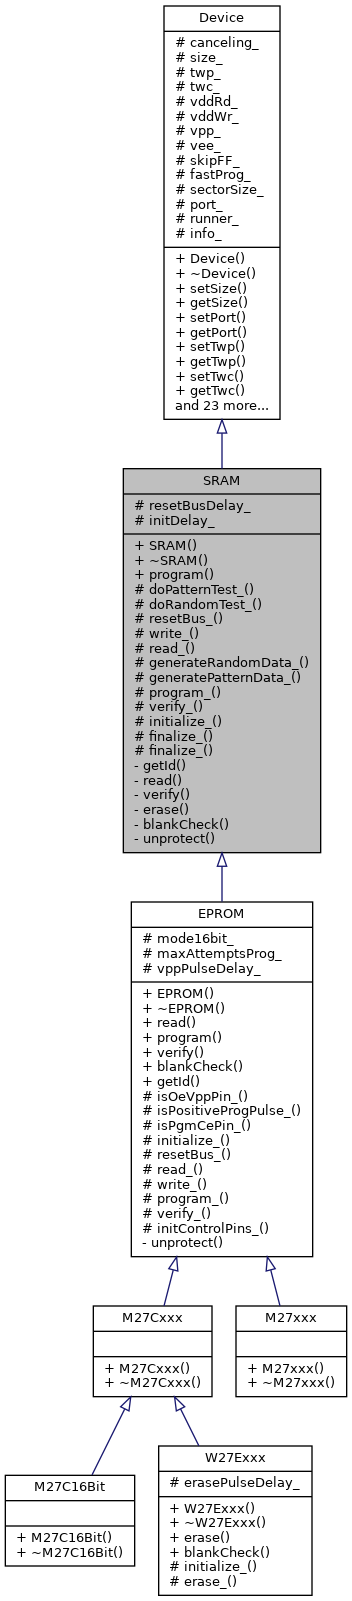 Device
# canceling_
# size_
# twp_
# twc_
# vddRd_
# vddWr_
# vpp_
# vee_
# skipFF_
# fastProg_
# sectorSize_
# port_
# runner_
# info_
+ Device()
+ ~Device()
+ setSize()
+ getSize()
+ setPort()
+ getPort()
+ setTwp()
+ getTwp()
+ setTwc()
+ getTwc()
and 23 more...
SRAM
# resetBusDelay_
# initDelay_
+ SRAM()
+ ~SRAM()
+ program()
# doPatternTest_()
# doRandomTest_()
# resetBus_()
# write_()
# read_()
# generateRandomData_()
# generatePatternData_()
# program_()
# verify_()
# initialize_()
# finalize_()
# finalize_()
- getId()
- read()
- verify()
- erase()
- blankCheck()
- unprotect()
EPROM
# mode16bit_
# maxAttemptsProg_
# vppPulseDelay_
+ EPROM()
+ ~EPROM()
+ read()
+ program()
+ verify()
+ blankCheck()
+ getId()
# isOeVppPin_()
# isPositiveProgPulse_()
# isPgmCePin_()
# initialize_()
# resetBus_()
# read_()
# write_()
# program_()
# verify_()
# initControlPins_()
- unprotect()
M27Cxxx
+ M27Cxxx()
+ ~M27Cxxx()
M27xxx
+ M27xxx()
+ ~M27xxx()
M27C16Bit
+ M27C16Bit()
+ ~M27C16Bit()
W27Exxx
# erasePulseDelay_
+ W27Exxx()
+ ~W27Exxx()
+ erase()
+ blankCheck()
# initialize_()
# erase_()